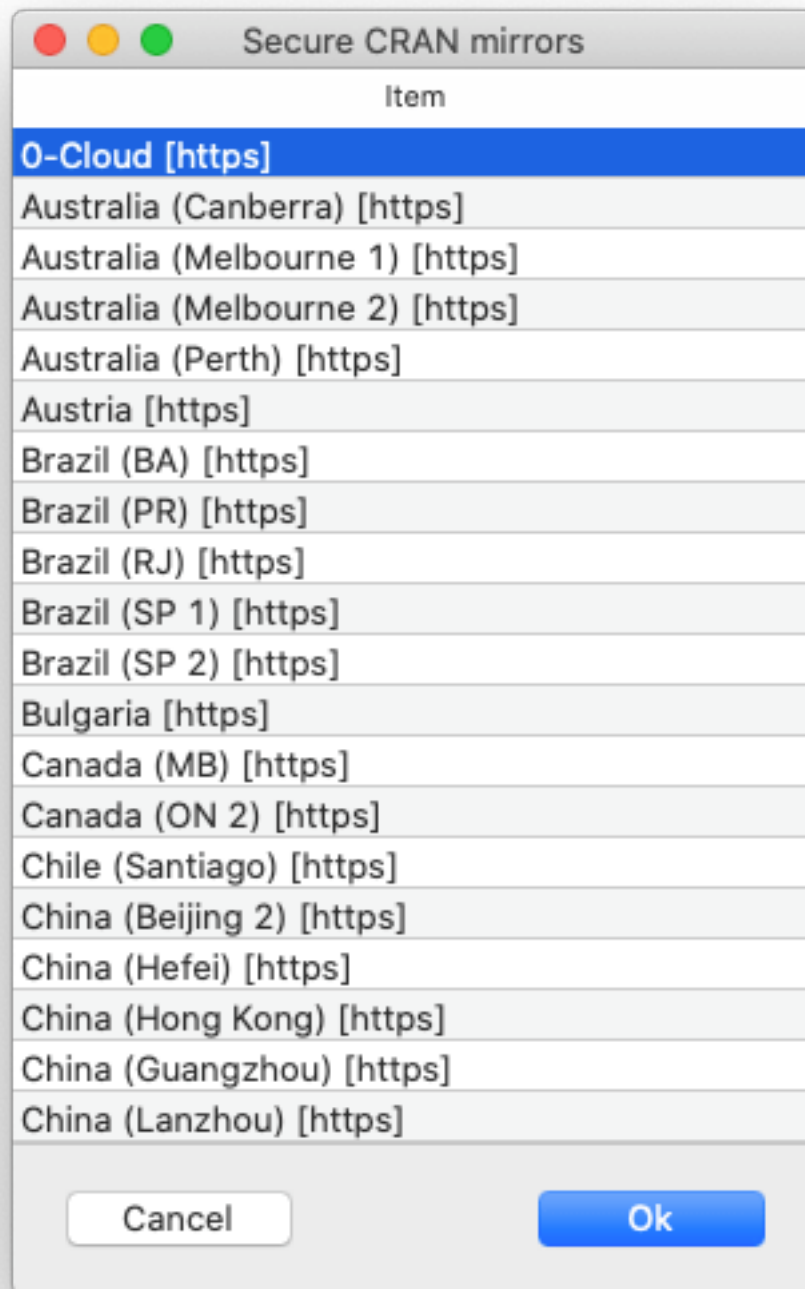 Secure CRAN mirrors
Item
0-Cloud [https]
Australia (Canberra) [https]
Australia (Melbourne 1) [https]
Australia (Melbourne 2) [https]
Australia (Perth) [https]
Austria [https]
Brazil (BA) [https]
Brazil (PR) [https]
Brazil (RJ) [https]
Brazil (SP 1) [https]
Brazil (SP 2) [https]
Bulgaria [https]
Canada (MB) [https]
Canada (ON 2) [https]
Chile (Santiago) [https]
China (Beijing 2) [https]
China (Hefei) [https]
China (Hong Kong) [https]
China (Guangzhou) [https]
China (Lanzhou) [https]
Cancel Ok